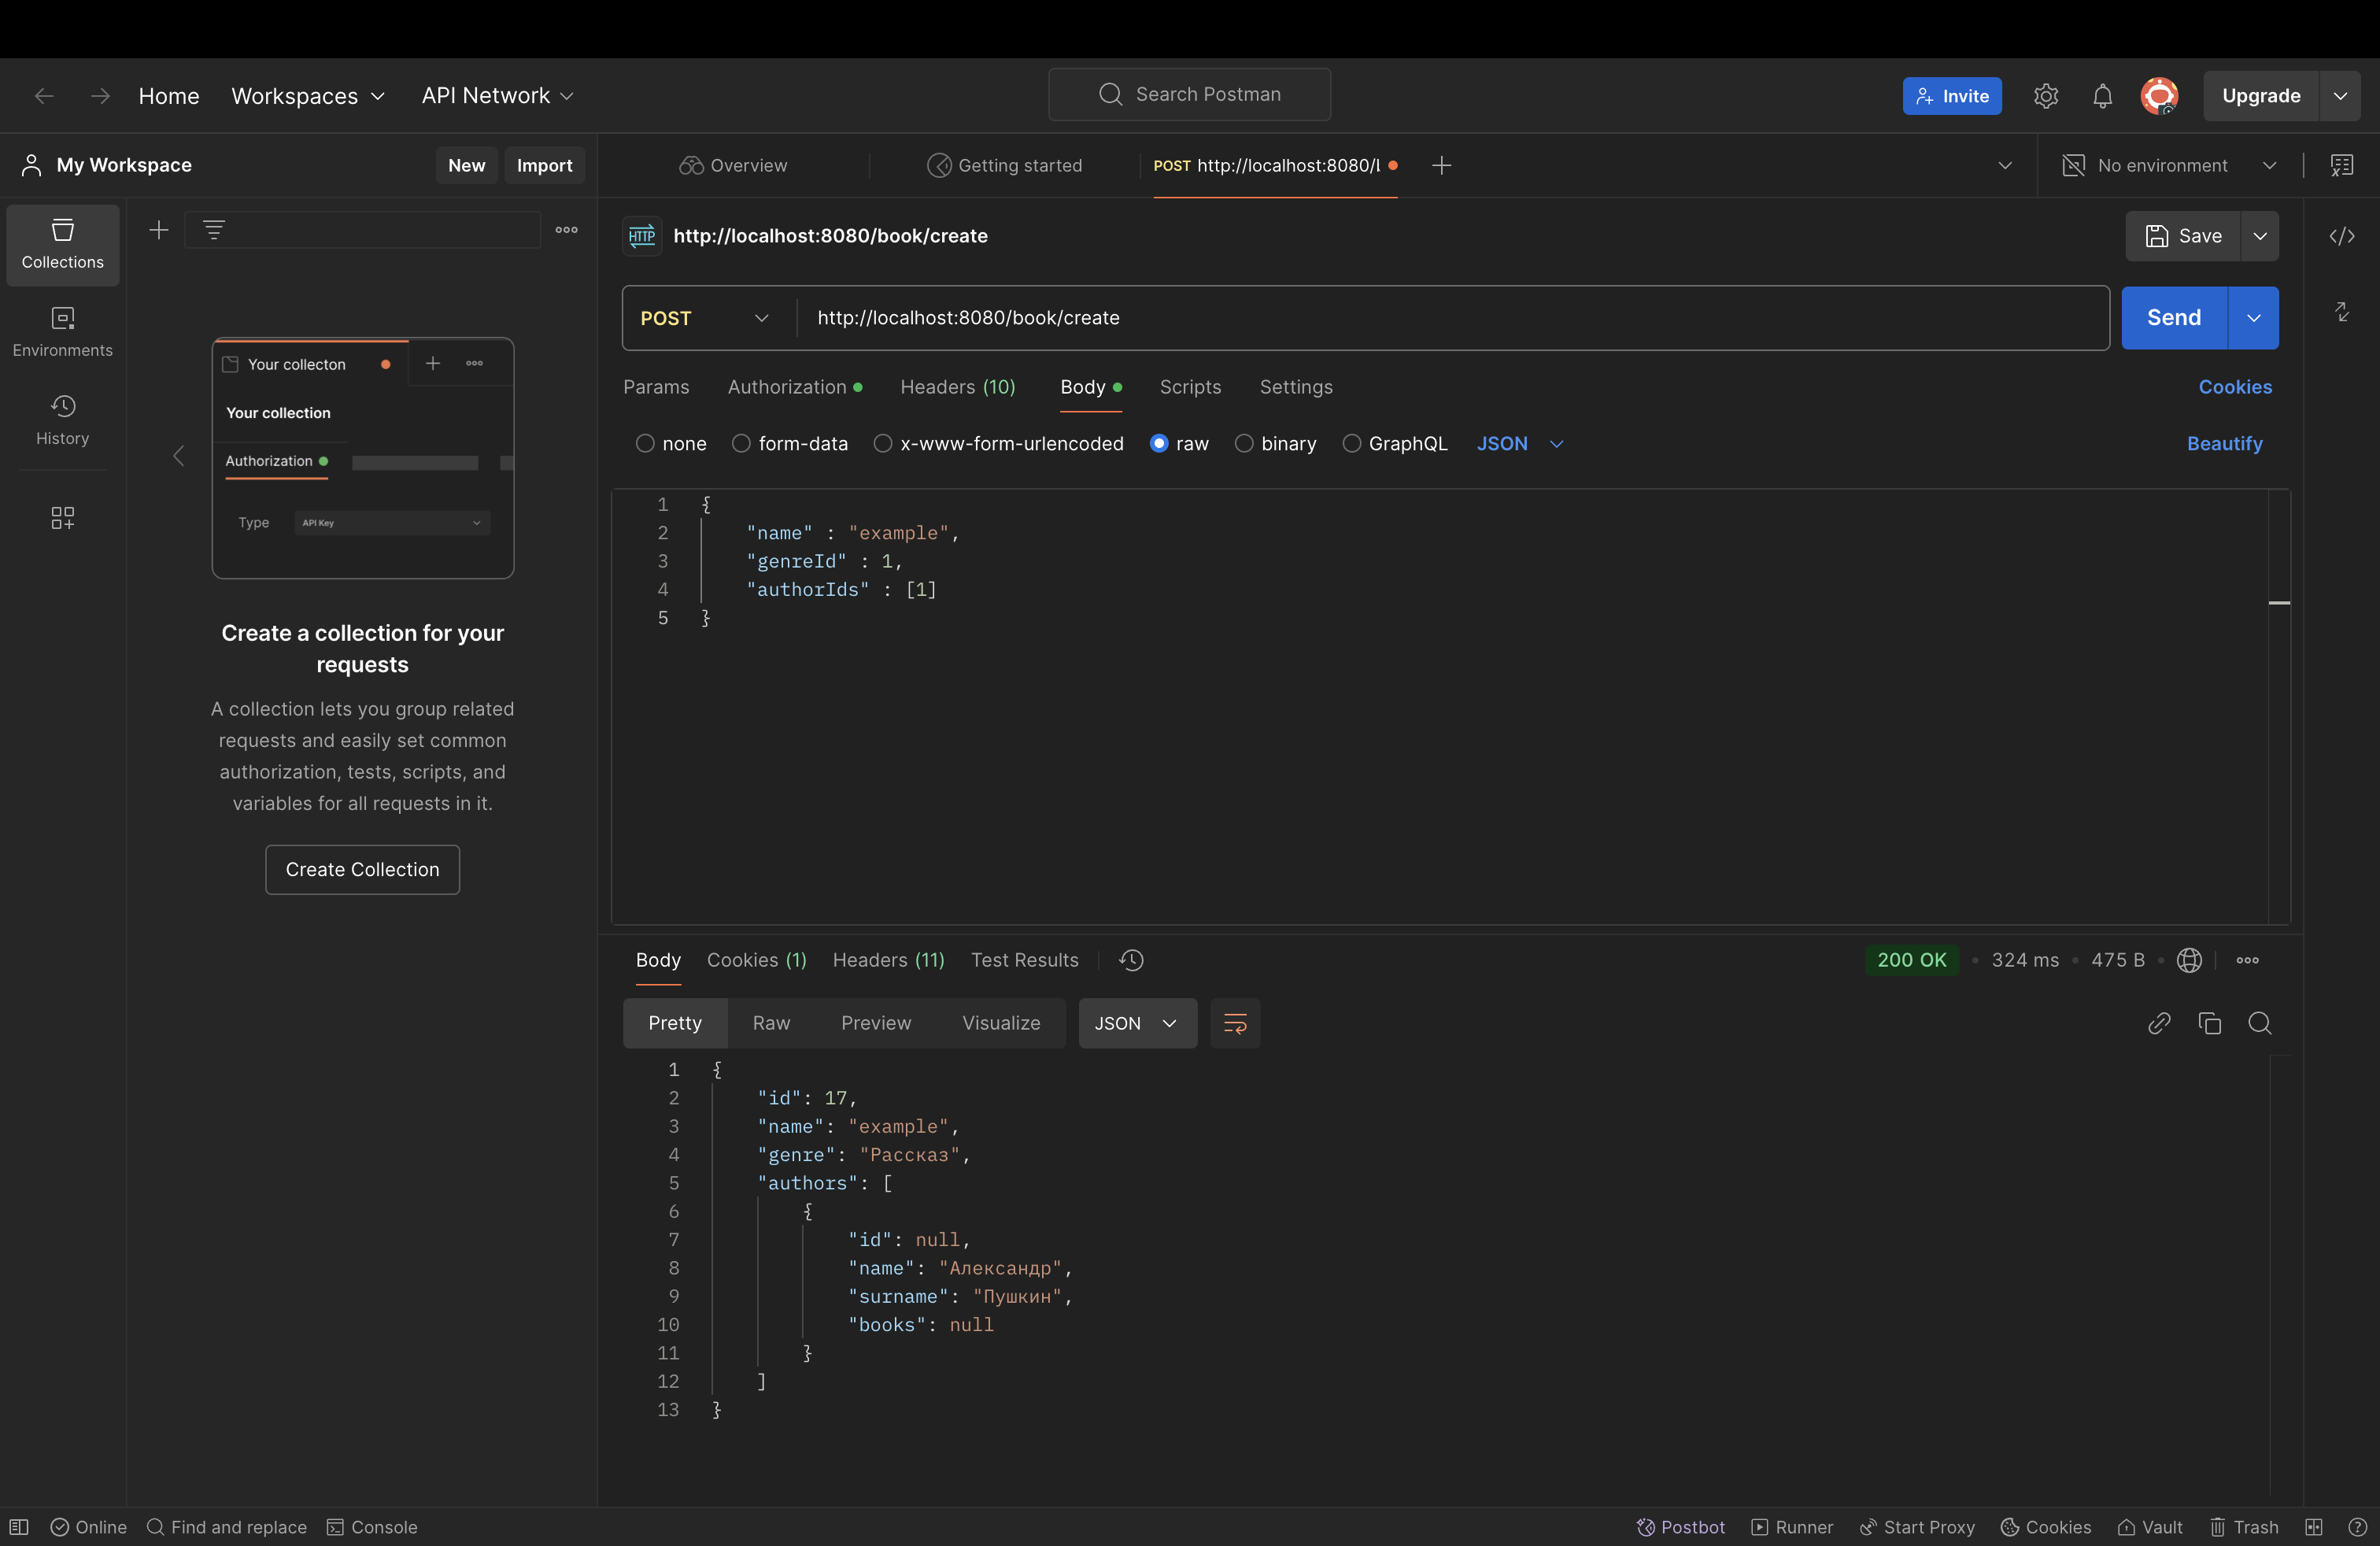 Home Workspaces API Network Search Postman Invite Upgrade
My Workspace New Import Overview Getting started POST http://localhost:8080/ No environment
Collections
Environments
History
Your collecton
Your collection
Authorization
Type API Key
Create a collection for your
requests
A collection lets you group related
requests and easily set common
authorization, tests, scripts, and
variables for all requests in it.
Create Collection
HTTP http://localhost:8080/book/create Save
POST http://localhost:8080/book/create Send
Params Authorization Headers (10) Body Scripts Settings Cookies
none form-data x-www-form-urlencoded raw binary GraphQL JSON Beautify
1 {
2 "name" : "example",
3 "genreId" : 1,
4 "authorIds" : [1]
5 }
Body Cookies (1) Headers (11) Test Results 200 OK 324 ms 475 B
Pretty Raw Preview Visualize JSON
1 {
2 "id": 17,
3 "name": "example",
4 "genre": "Рассказ",
5 "authors": [
6 {
7 "id": null,
8 "name": "Александр",
9 "surname": "Пушкин",
10 "books": null
11 }
12 ]
13 }
Online Find and replace Console Postbot Runner Start Proxy Cookies Vault Trash